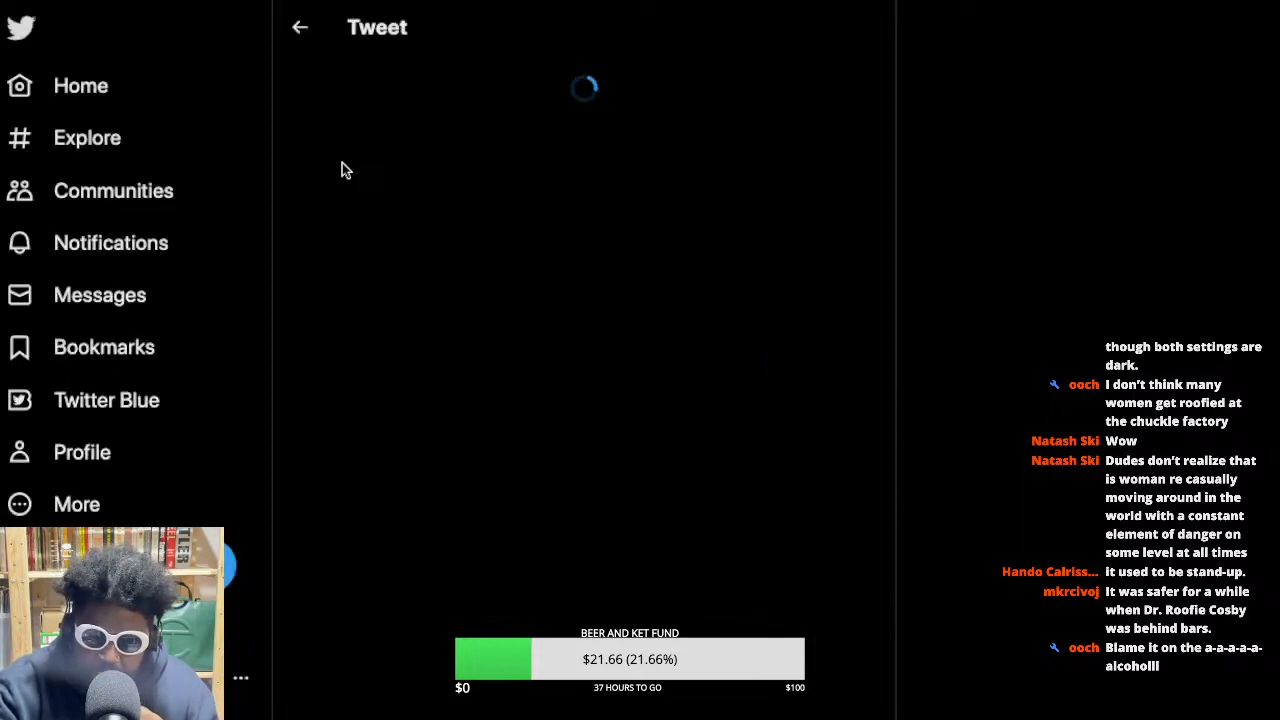 Tweet
Home
Explore
Communities
Notifications
Messages
Bookmarks
Twitter Blue
Profile
More
though both settings are
dark.
ooch I don’t think many
women get roofied at
the chuckle factory
Natash Ski Wow
Natash Ski Dudes don’t realize that
is woman re casually
moving around in the
world with a constant
element of danger on
some level at all times
Hando Calriss... it used to be stand-up.
mkrcivoj It was safer for a while
when Dr. Roofie Cosby
was behind bars.
ooch Blame it on the a-a-a-a-a-
alcoholll
BEER AND KET FUND
$21.66 (21.66%)
$0 37 HOURS TO GO $100